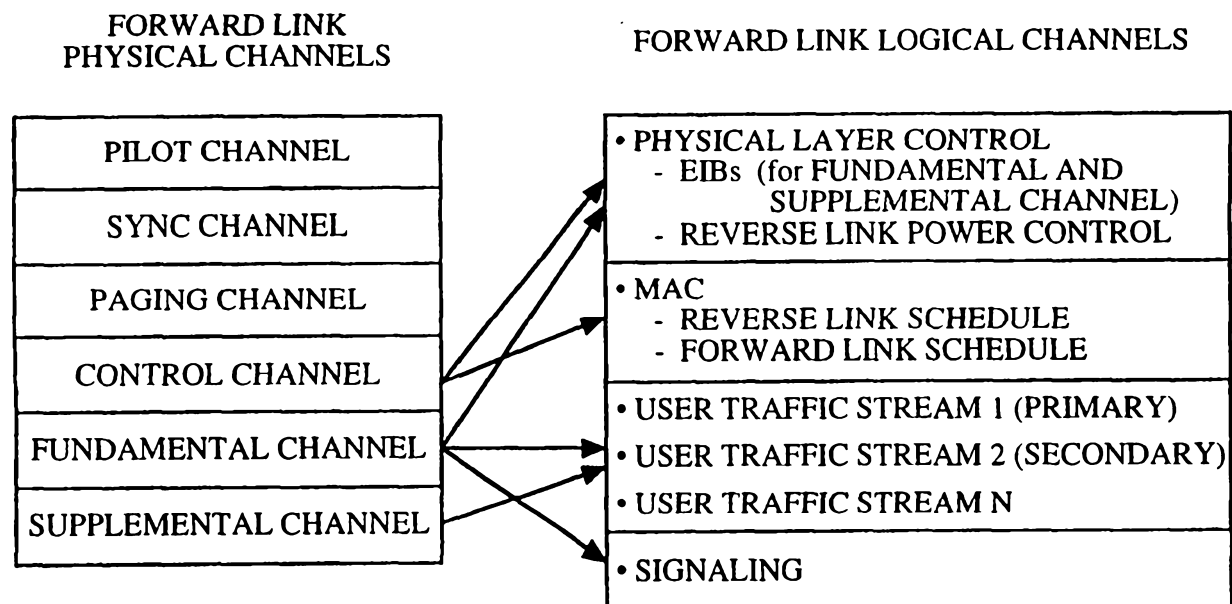 FORWARD LINK
PHYSICAL CHANNELS
FORWARD LINK LOGICAL CHANNELS
PILOT CHANNEL
SYNC CHANNEL
PAGING CHANNEL
CONTROL CHANNEL
FUNDAMENTAL CHANNEL
SUPPLEMENTAL CHANNEL
• PHYSICAL LAYER CONTROL
- EIBs (for FUNDAMENTAL AND
SUPPLEMENTAL CHANNEL)
- REVERSE LINK POWER CONTROL
• MAC
- REVERSE LINK SCHEDULE
- FORWARD LINK SCHEDULE
• USER TRAFFIC STREAM 1 (PRIMARY)
• USER TRAFFIC STREAM 2 (SECONDARY)
• USER TRAFFIC STREAM N
• SIGNALING